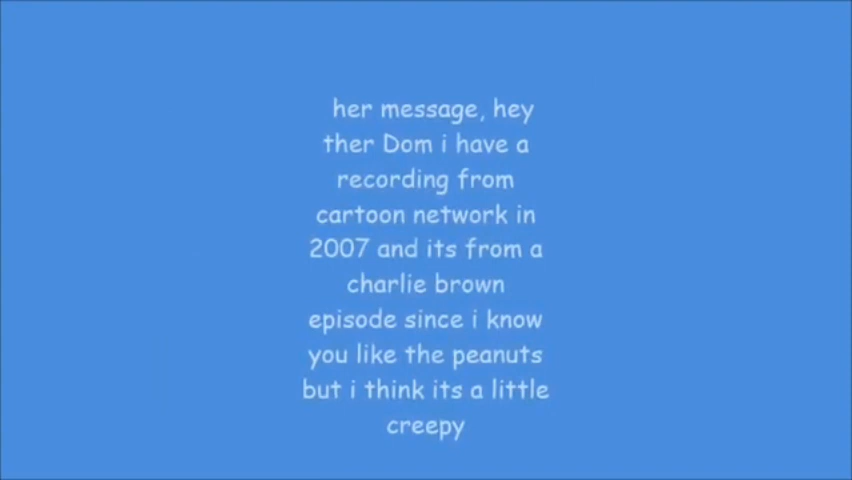 her message, hey
ther Dom i have a
recording from
cartoon network in
2007 and its from a
charlie brown
episode since i know
you like the peanuts
but i think its a little
creepy